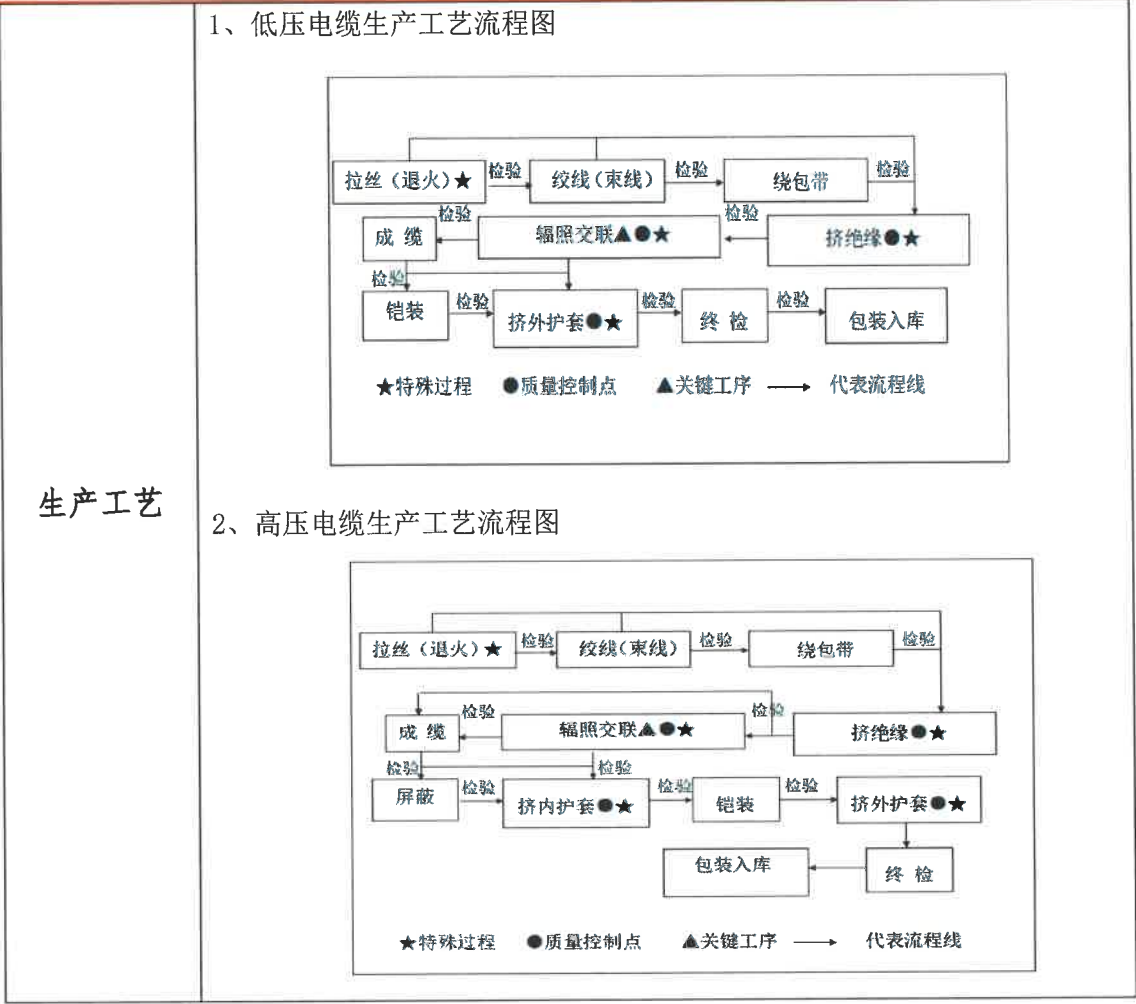 1、低压电缆生产工艺流程图
拉丝（退火）★ 检验 绞线（束线） 检验 绕包带 检验
成 缆 检验 辐照交联▲●★ 检验 挤绝缘●★
检验
铠装 检验 挤外护套●★ 检验 终 检 检验 包装入库
★特殊过程 ●质量控制点 ▲关键工序 → 代表流程线
生产工艺
2、高压电缆生产工艺流程图
拉丝（退火）★ 检验 绞线（束线） 检验 绕包带 检验
成 缆 检验 辐照交联▲●★ 检验 挤绝缘●★
检验 检验
屏蔽 检验 挤内护套●★ 检验 铠装 检验 挤外护套●★
包装入库 终 检
★特殊过程 ●质量控制点 ▲关键工序 → 代表流程线